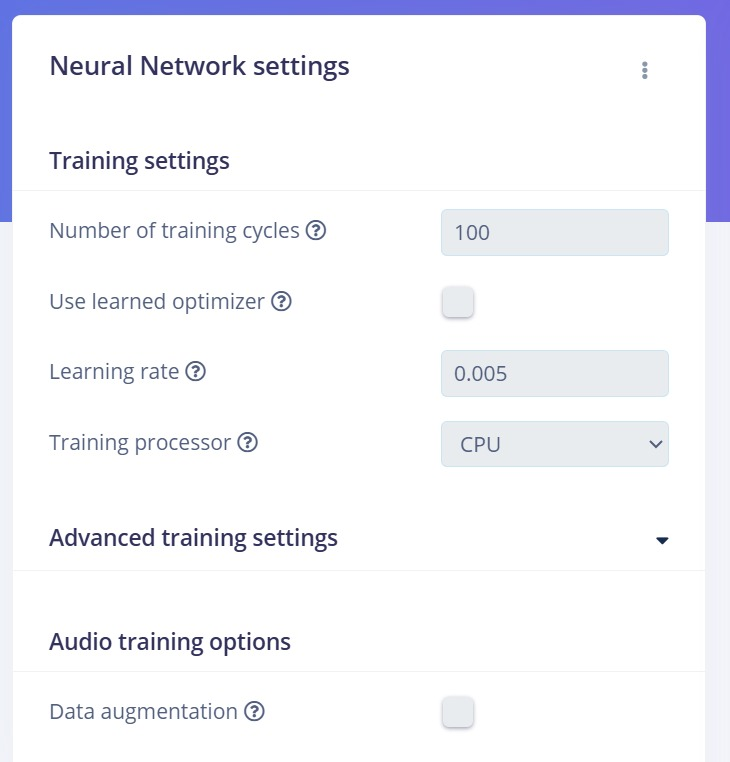 Neural Network settings
Training settings
Number of training cycles
100
Use learned optimizer
Learning rate
0.005
Training processor
CPU
Advanced training settings
Audio training options
Data augmentation